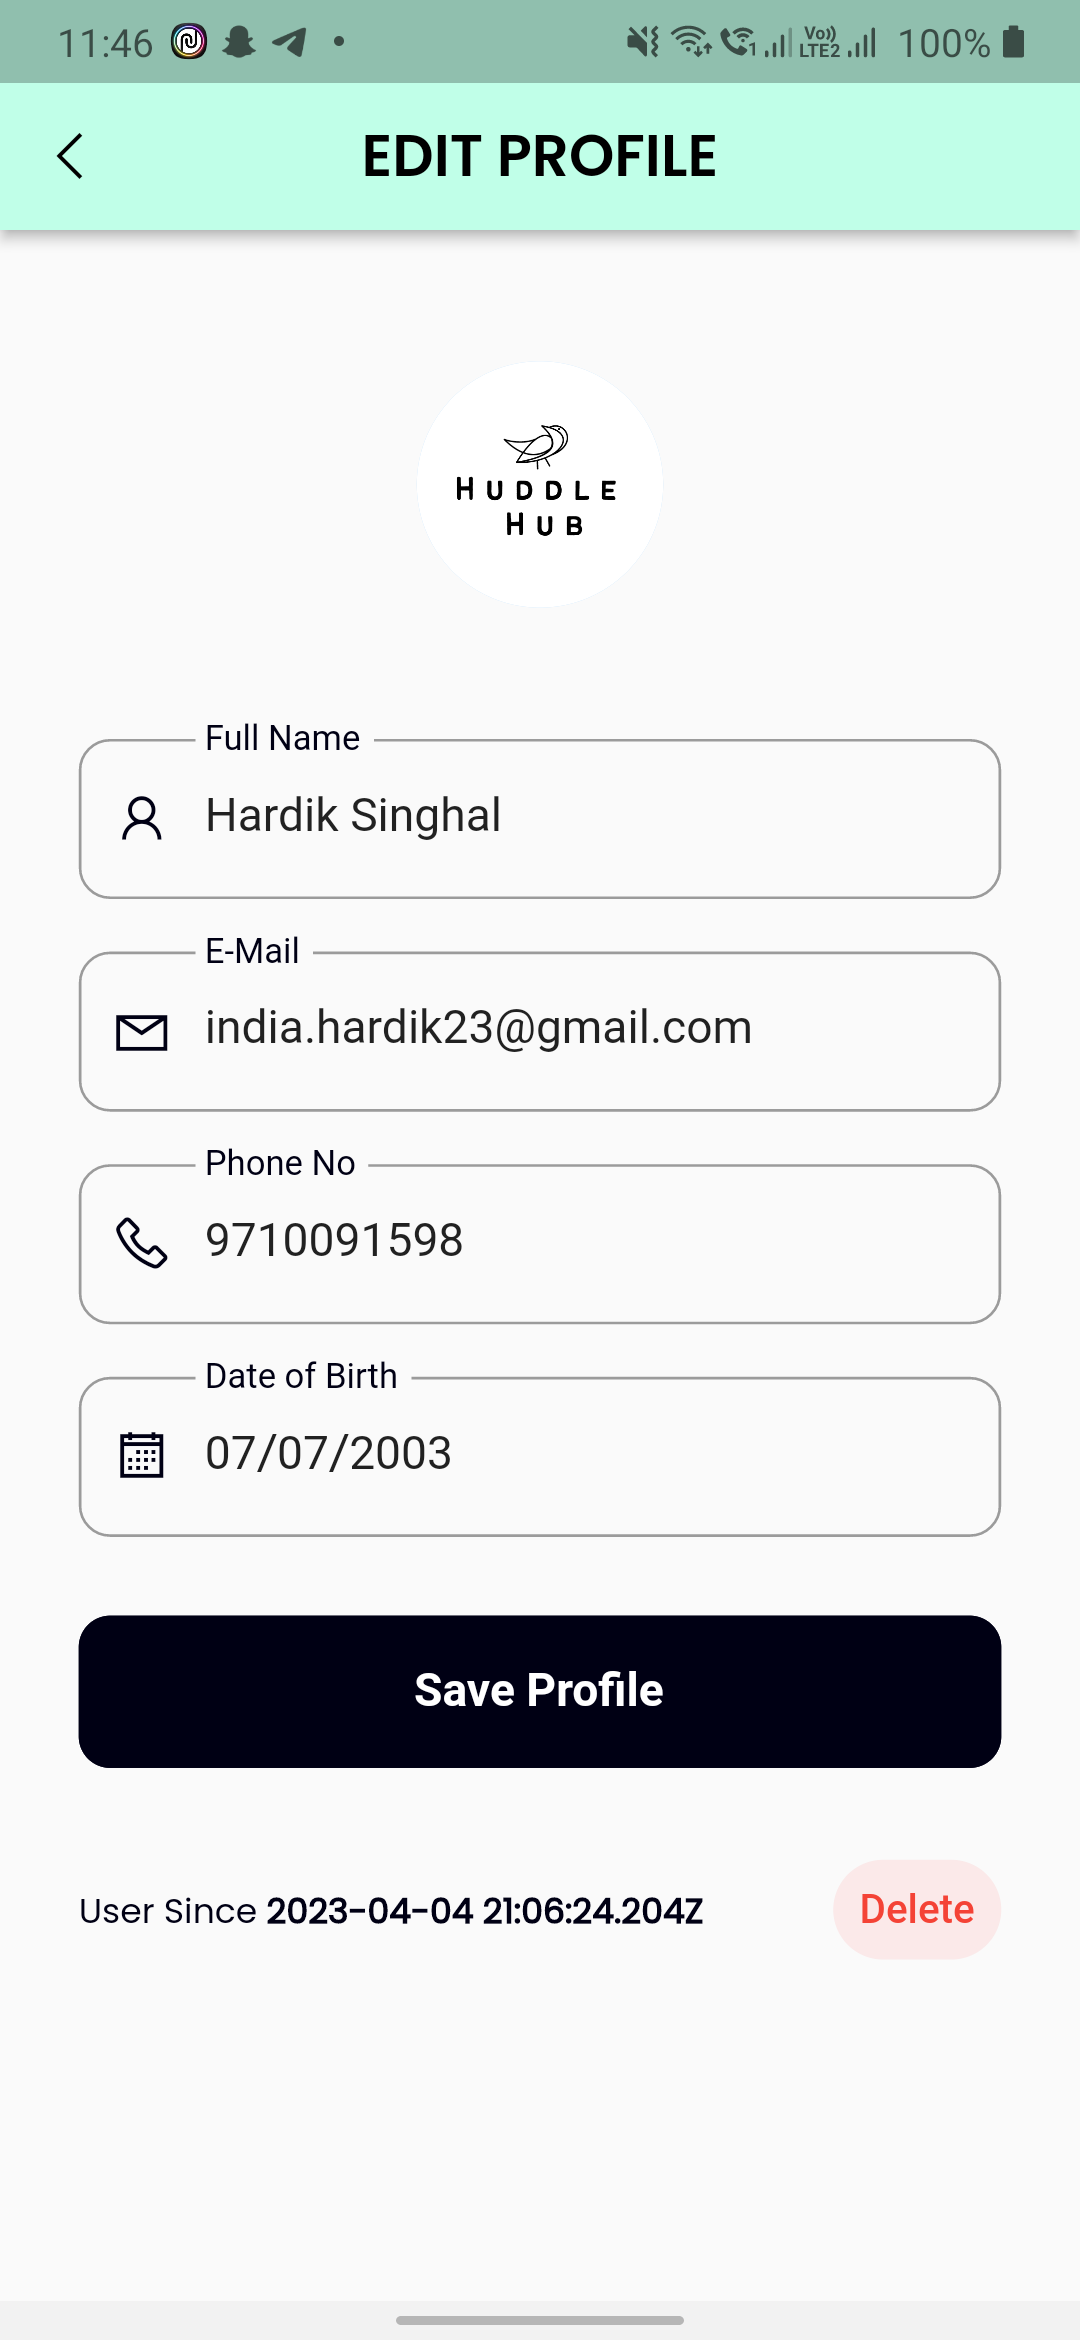 11:46
Vo)) LTE2
1
100%
EDIT PROFILE
HUDDLE
HUB
Full Name
Hardik Singhal
E-Mail
india.hardik23@gmail.com
Phone No
9710091598
Date of Birth
07/07/2003
Save Profile
User Since 2023-04-04 21:06:24.204Z
Delete